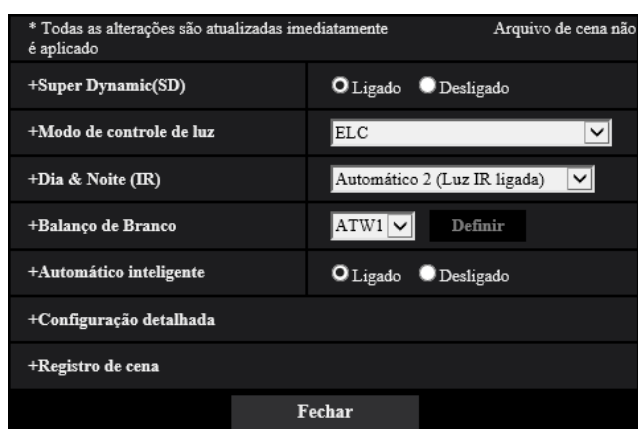 * Todas as alterações são atualizadas imediatamente Arquivo de cena não
é aplicado
+Super Dynamic(SD) Ligado Desligado
+Modo de controle de luz ELC
+Dia & Noite (IR) Automático 2 (Luz IR ligada)
+Balanço de Branco ATW1 Definir
+Automático inteligente Ligado Desligado
+Configuração detalhada
+Registro de cena
Fechar